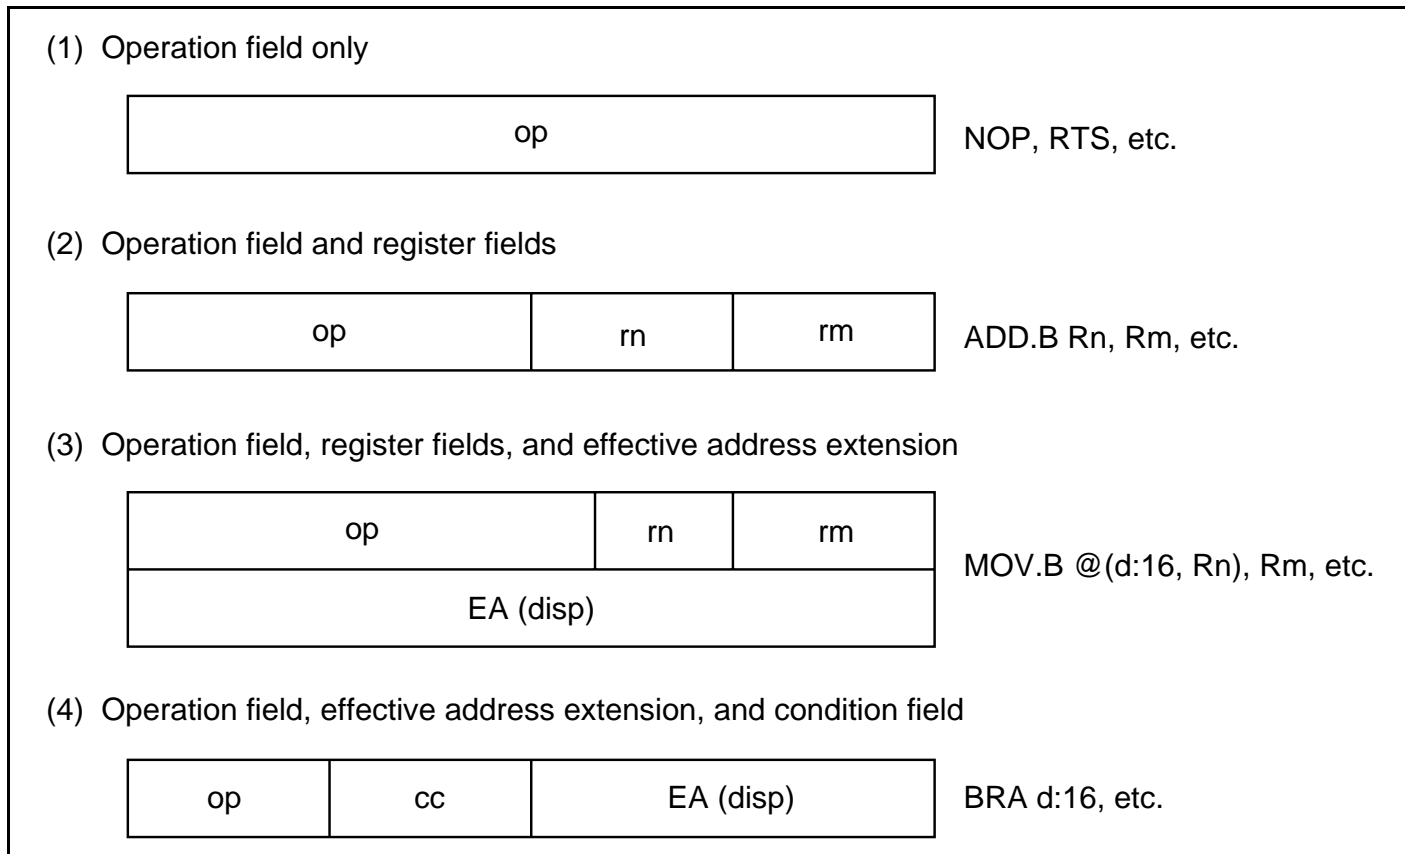 (1) Operation field only
op
NOP, RTS, etc.
(2) Operation field and register fields
op rn rm
ADD.B Rn, Rm, etc.
(3) Operation field, register fields, and effective address extension
op rn rm
MOV.B @(d:16, Rn), Rm, etc.
EA (disp)
(4) Operation field, effective address extension, and condition field
op cc EA (disp)
BRA d:16, etc.